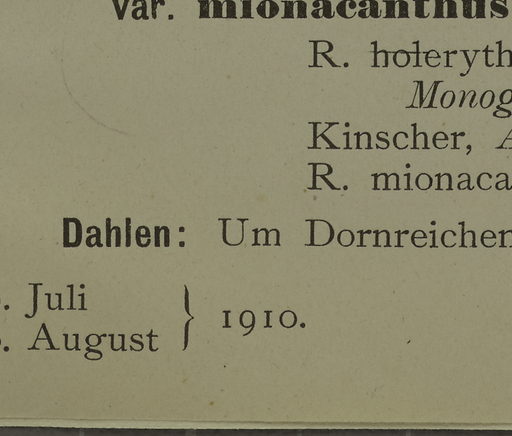 var. mionacanthus
R. holeryth
Monog
Kinscher, A
R. mionaca
Dahlen: Um Dornreichen
. Juli
. August } 1910.